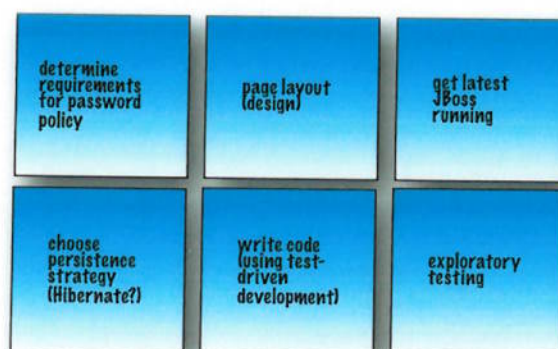 determine
requirements
for password
policy
page layout
(design)
get latest
JBoss
running
choose
persistence
strategy
(Hibernate?)
write code
(using test-
driven
development)
exploratory
testing